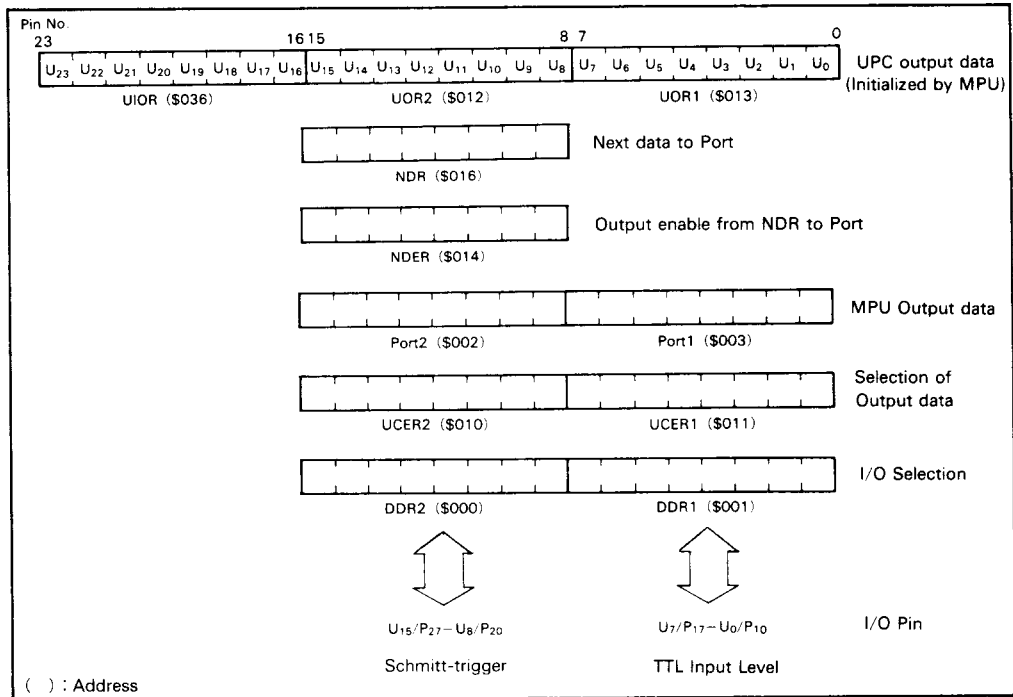 Pin No.
23 16 15 8 7 0
U23 U22 U21 U20 U19 U18 U17 U16 U15 U14 U13 U12 U11 U10 U9 U8 U7 U6 U5 U4 U3 U2 U1 U0 UPC output data
(Initialized by MPU)
UIOR ($036) UOR2 ($012) UOR1 ($013)
Next data to Port
NDR ($016)
Output enable from NDR to Port
NDER ($014)
MPU Output data
Port2 ($002) Port1 ($003)
Selection of
Output data
UCER2 ($010) UCER1 ($011)
I/O Selection
DDR2 ($000) DDR1 ($001)
U15/P27–U8/P20 U7/P17–U0/P10 I/O Pin
Schmitt-trigger TTL Input Level
( ) : Address